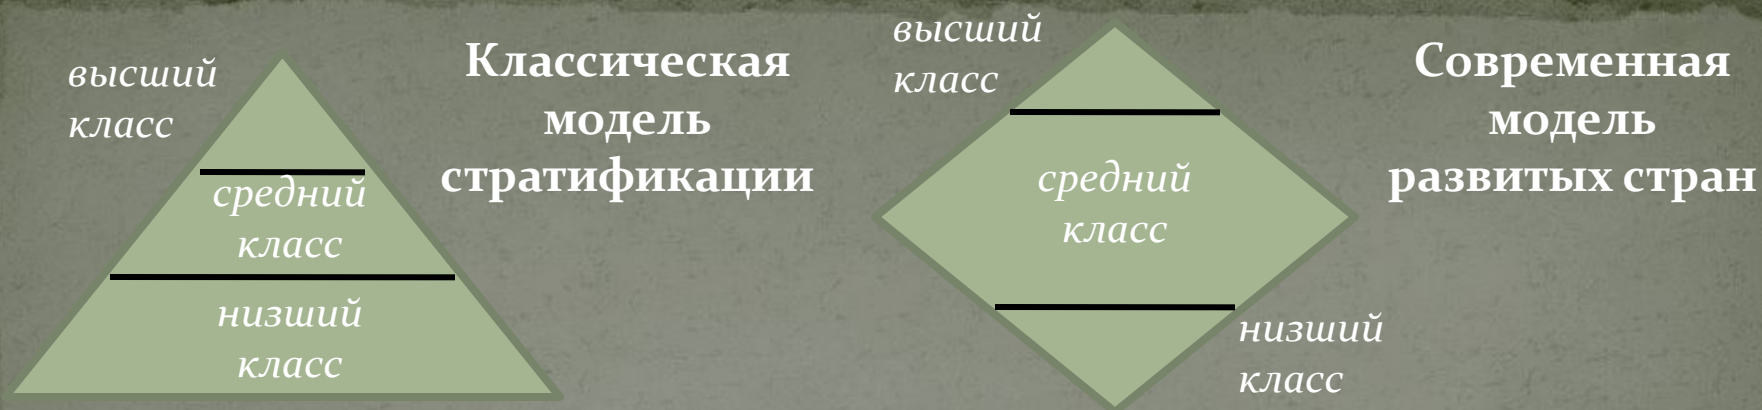 высший
класс
средний
класс
низший
класс
Классическая
модель
стратификации
высший
класс
средний
класс
низший
класс
Современная
модель
развитых стран